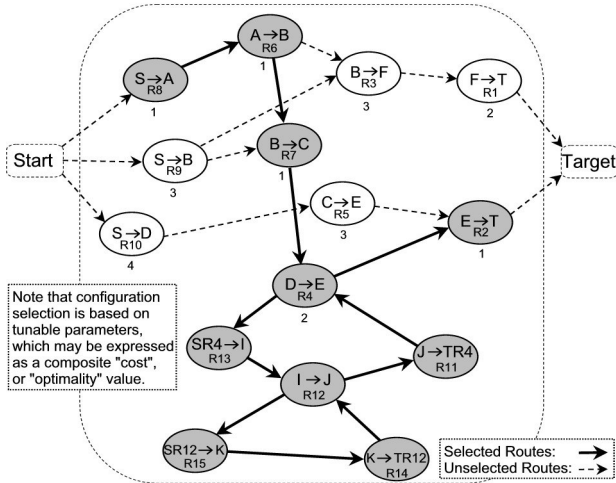 A→B
R6
1
S→A
R8
1
B→F
R3
3
F→T
R1
2
Start
S→B
R9
3
B→C
R7
1
Target
S→D
R10
4
C→E
R5
3
E→T
R2
1
D→E
R4
2
Note that configuration
selection is based on
tunable parameters,
which may be expressed
as a composite "cost",
or "optimality" value.
SR4→I
R13
J→TR4
R11
I→J
R12
SR12→K
R15
K→TR12
R14
Selected Routes:
Unselected Routes: